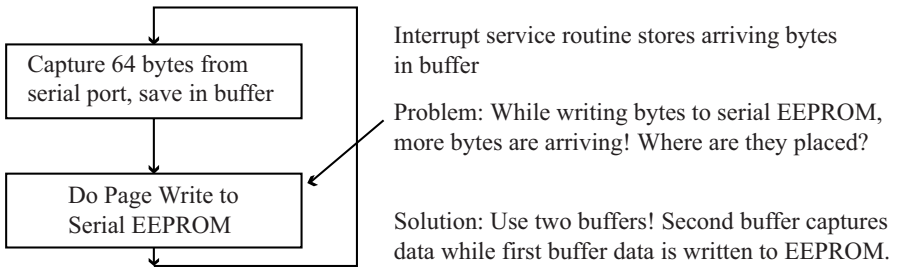 Capture 64 bytes from
serial port, save in buffer
Do Page Write to
Serial EEPROM
Interrupt service routine stores arriving bytes
in buffer
Problem: While writing bytes to serial EEPROM,
more bytes are arriving! Where are they placed?
Solution: Use two buffers! Second buffer captures
data while first buffer data is written to EEPROM.